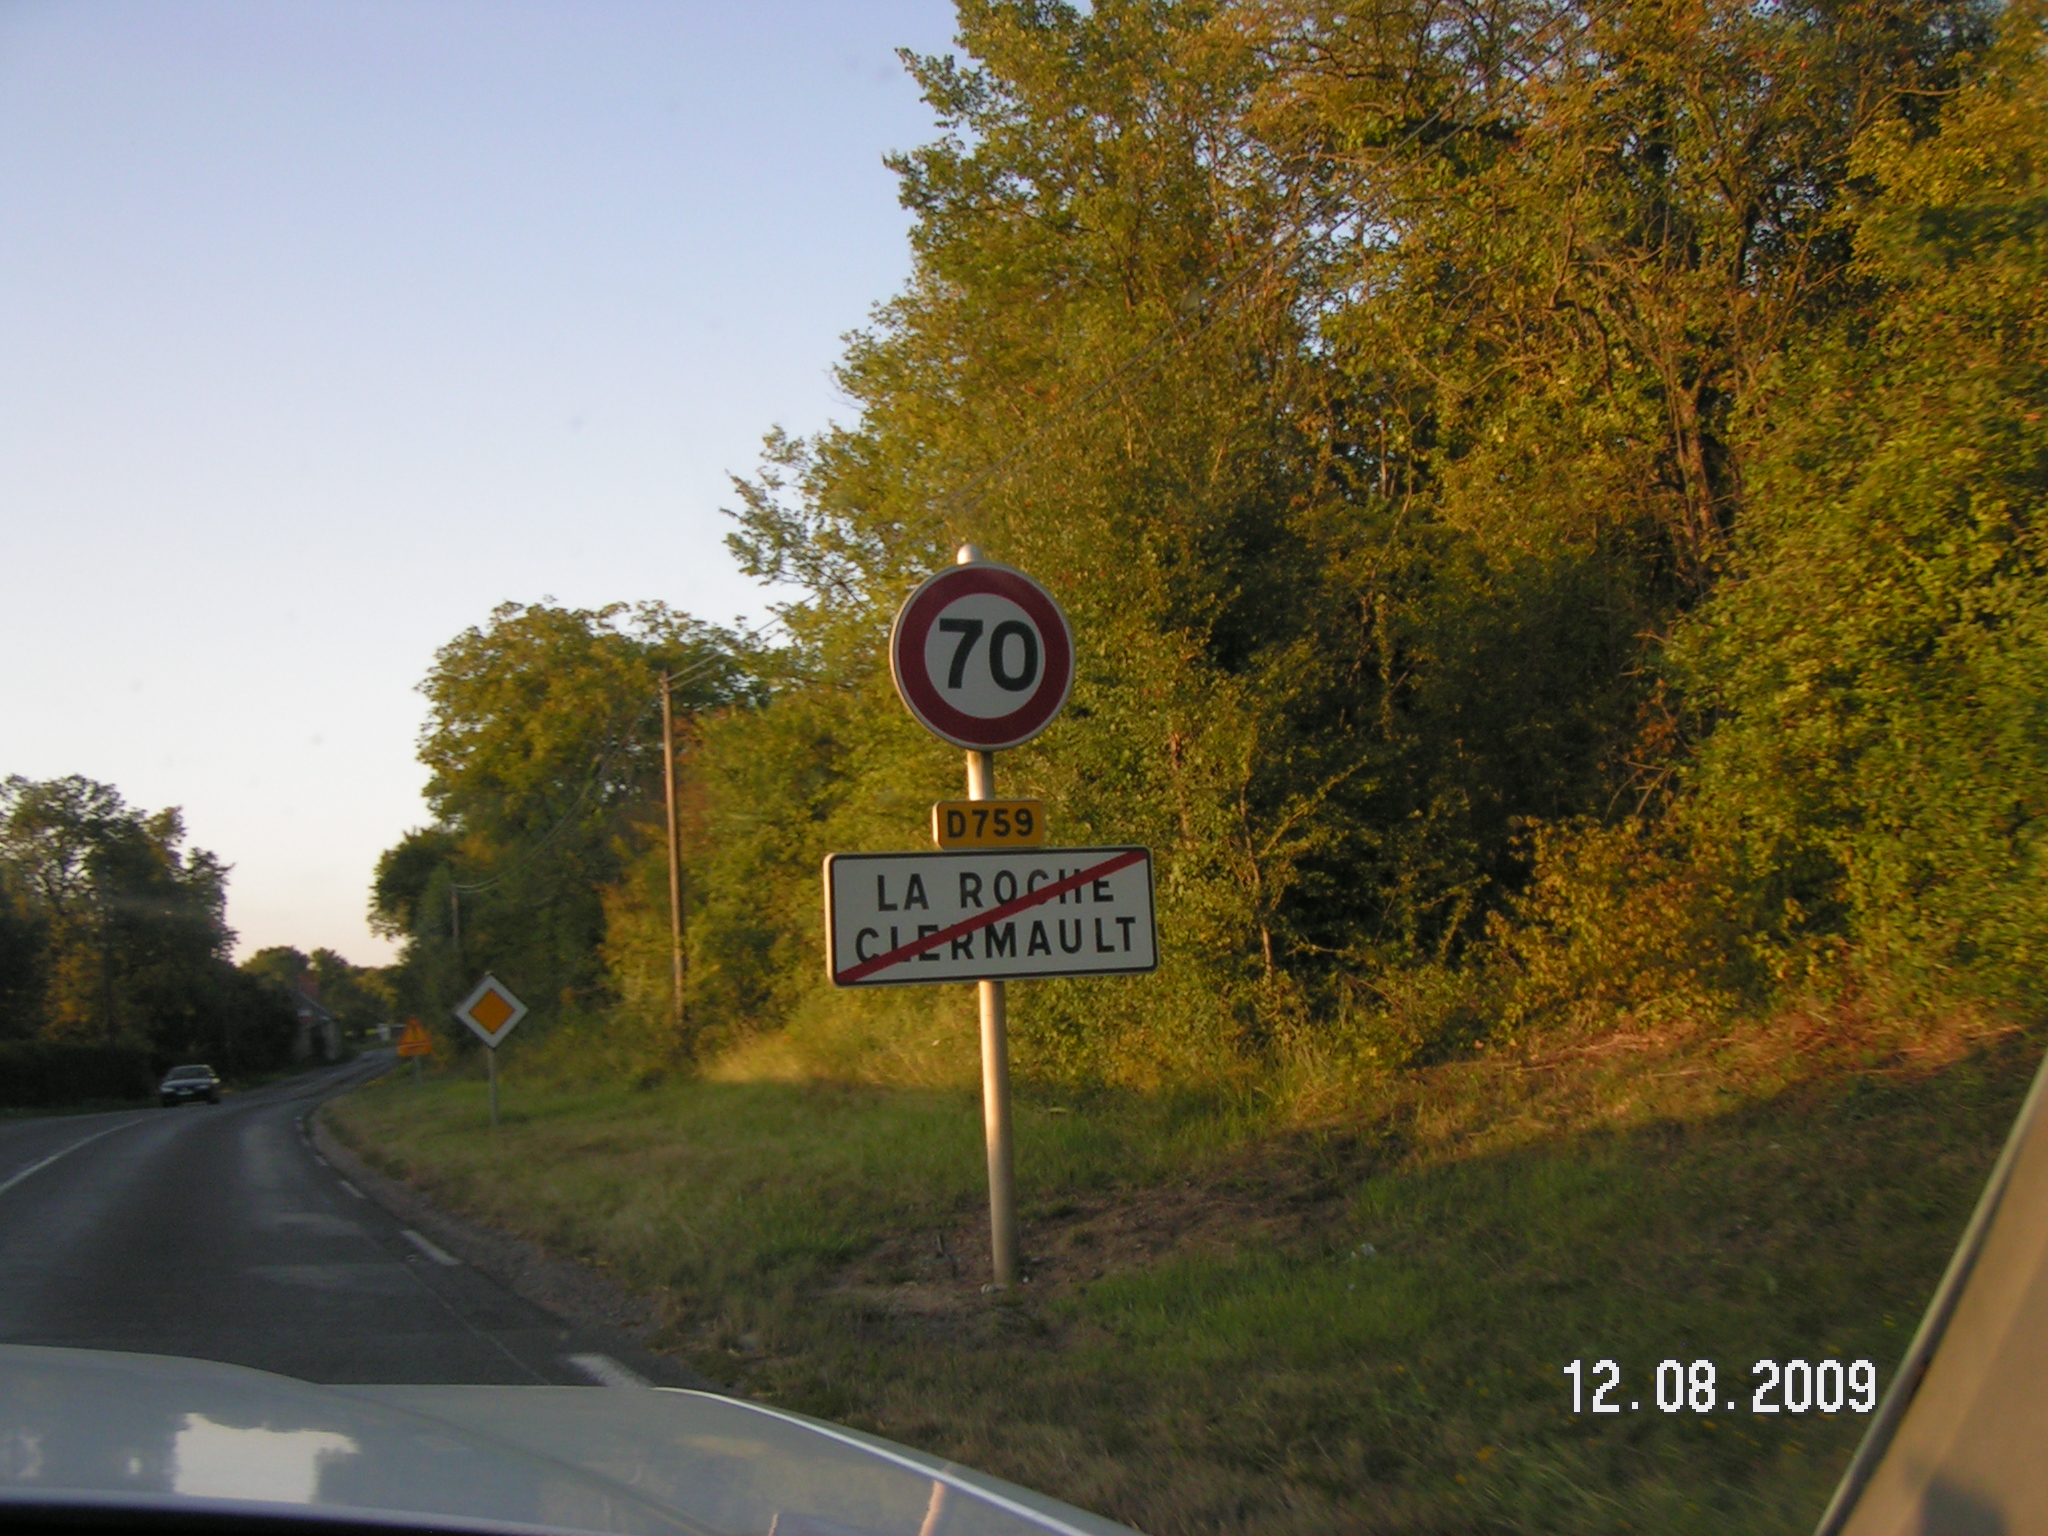 70
D759
LA ROCHE
CLERMAULT
12.08.2009